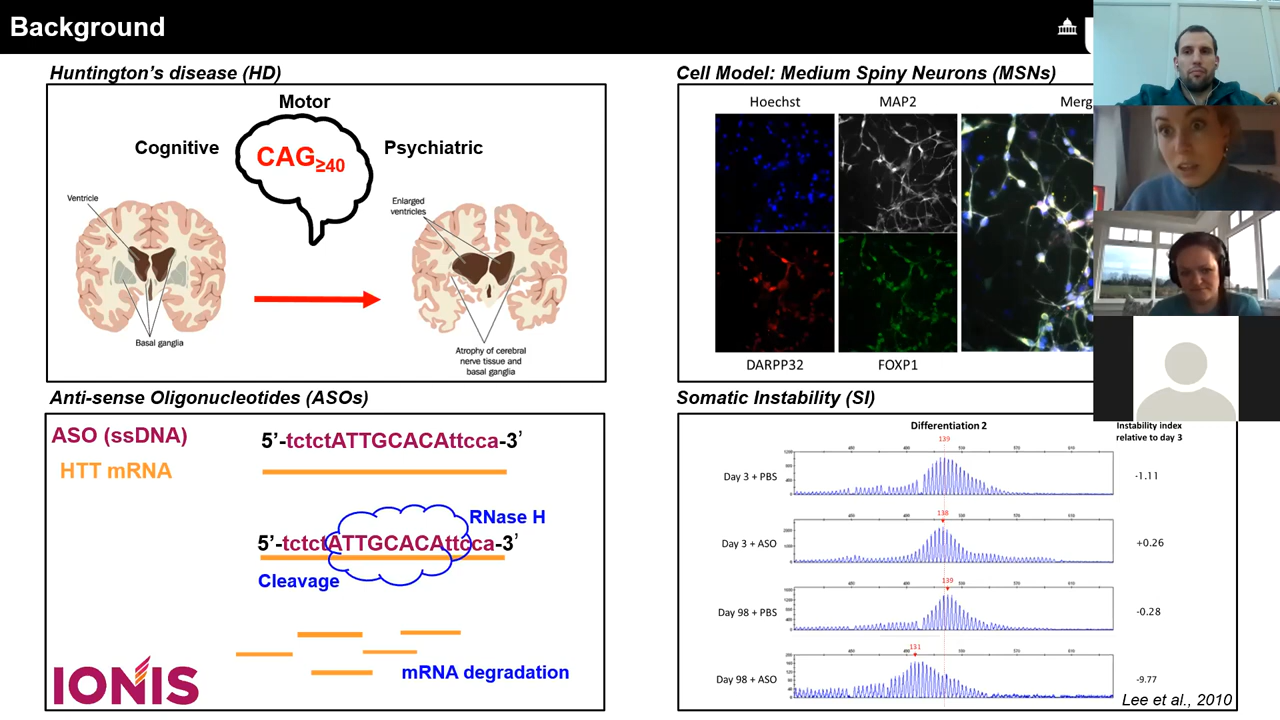 Background
Huntington's disease (HD)
Motor
Cognitive
CAG≥40
Psychiatric
Ventricle
Basal ganglia
Enlarged
ventricles
Atrophy of cerebral
nerve tissue and
basal ganglia
Cell Model: Medium Spiny Neurons (MSNs)
Hoechst
MAP2
Merg
DARPP32
FOXP1
Anti-sense Oligonucleotides (ASOs)
ASO (ssDNA)
5'-tctctATTGCACAttcca-3'
HTT mRNA
RNase H
5'-tctctATTGCACAttcca-3'
Cleavage
mRNA degradation
IONIS
Somatic Instability (SI)
Differentiation 2
Instability index
relative to day 3
139
Day 3 + PBS
-1.11
138
Day 3 + ASO
+0.26
139
Day 98 + PBS
-0.28
131
Day 98 + ASO
-9.77
Lee et al., 2010